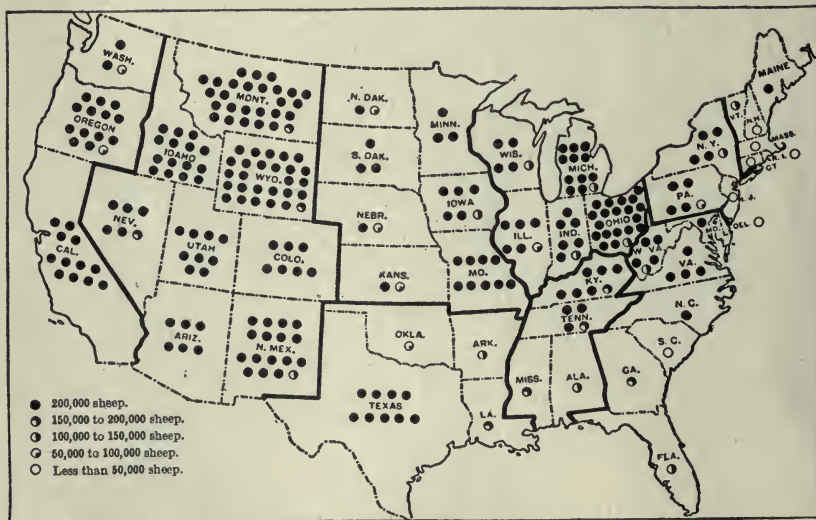 WASH.
MONT.
N. DAK.
MINN.
MAINE
OREGON
IDAHO
WYO.
S. DAK.
WIS.
MICH.
N.Y.
VT.
N.H.
MASS.
R.I.
CT
NEV.
UTAH
COLO.
NEBR.
IOWA
ILL.
IND.
OHIO
PA.
N. J.
DEL.
MD.
W VA.
VA.
CAL.
KANS.
MO.
KY.
N. C.
ARIZ.
N. MEX.
OKLA.
ARK.
TENN.
S. C.
TEXAS
LA.
MISS.
ALA.
GA.
FLA.
200,000 sheep.
150,000 to 200,000 sheep.
100,000 to 150,000 sheep.
50,000 to 100,000 sheep.
Less than 50,000 sheep.